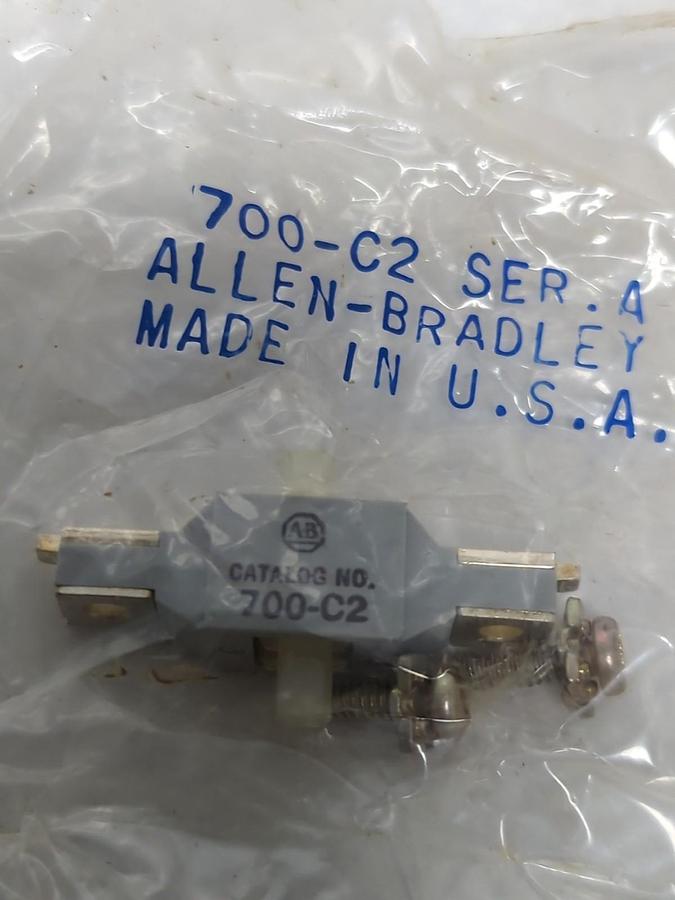 700-C2 SER. A
ALLEN-BRADLEY
MADE IN U.S.A.
AB
CATALOG NO.
700-C2